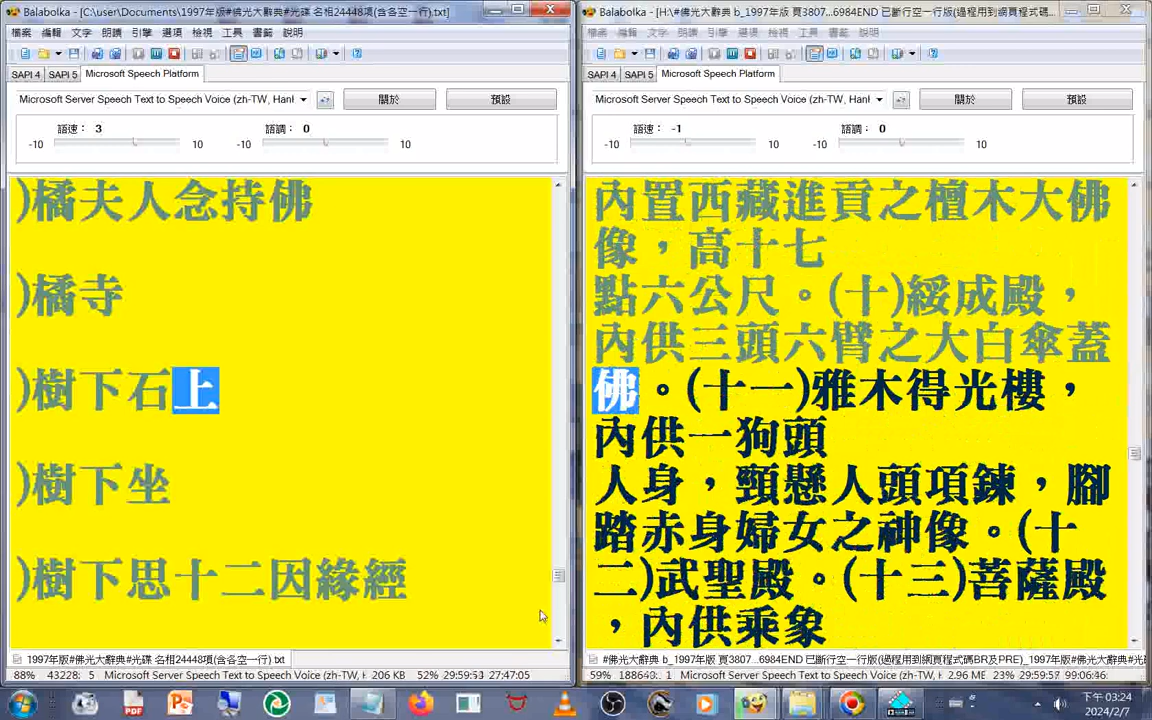 Balabolka - [C:\user\Documents\1997年版#佛光大辭典#光碟 名相24448項(含各空一行).txt]
檔案 編輯 文字 朗讀 引擎 選項 檢視 工具 書籤 說明
SAPI 4 SAPI 5 Microsoft Speech Platform
Microsoft Server Speech Text to Speech Voice (zh-TW, Han
關於 預設
語速： 3 語調： 0
-10 10 -10 10
)橘夫人念持佛
)橘寺
)樹下石上
)樹下坐
)樹下思十二因緣經
1997年版#佛光大辭典#光碟 名相24448項(含各空一行).txt
88% 43228: 5 Microsoft Server Speech Text to Speech Voice (zh-TW, H 206 KB 52% 29:59:53 27:47:05
Balabolka - [H:\#佛光大辭典 b_1997年版 頁3807...6984END 已斷行空一行版(過程用到網頁程式碼
檔案 編輯 文字 朗讀 引擎 選項 檢視 工具 書籤 說明
SAPI 4 SAPI 5 Microsoft Speech Platform
Microsoft Server Speech Text to Speech Voice (zh-TW, Han
關於 預設
語速： -1 語調： 0
-10 10 -10 10
內置西藏進貢之檀木大佛
像，高十七
點六公尺。(十)綏成殿，
內供三頭六臂之大白傘蓋
佛。(十一)雅木得光樓，
內供一狗頭
人身，頸懸人頭項鍊，腳
踏赤身婦女之神像。(十
二)武聖殿。(十三)菩薩殿
，內供乘象
#佛光大辭典 b_1997年版 頁3807...6984END 已斷行空一行版(過程用到網頁程式碼BR及PRE)_1997年版#光
59% 188648: 1 Microsoft Server Speech Text to Speech Voice (zh-TW, H 2.96 MB 23% 29:59:57 99:06:46
下午 03:24
2024/2/7